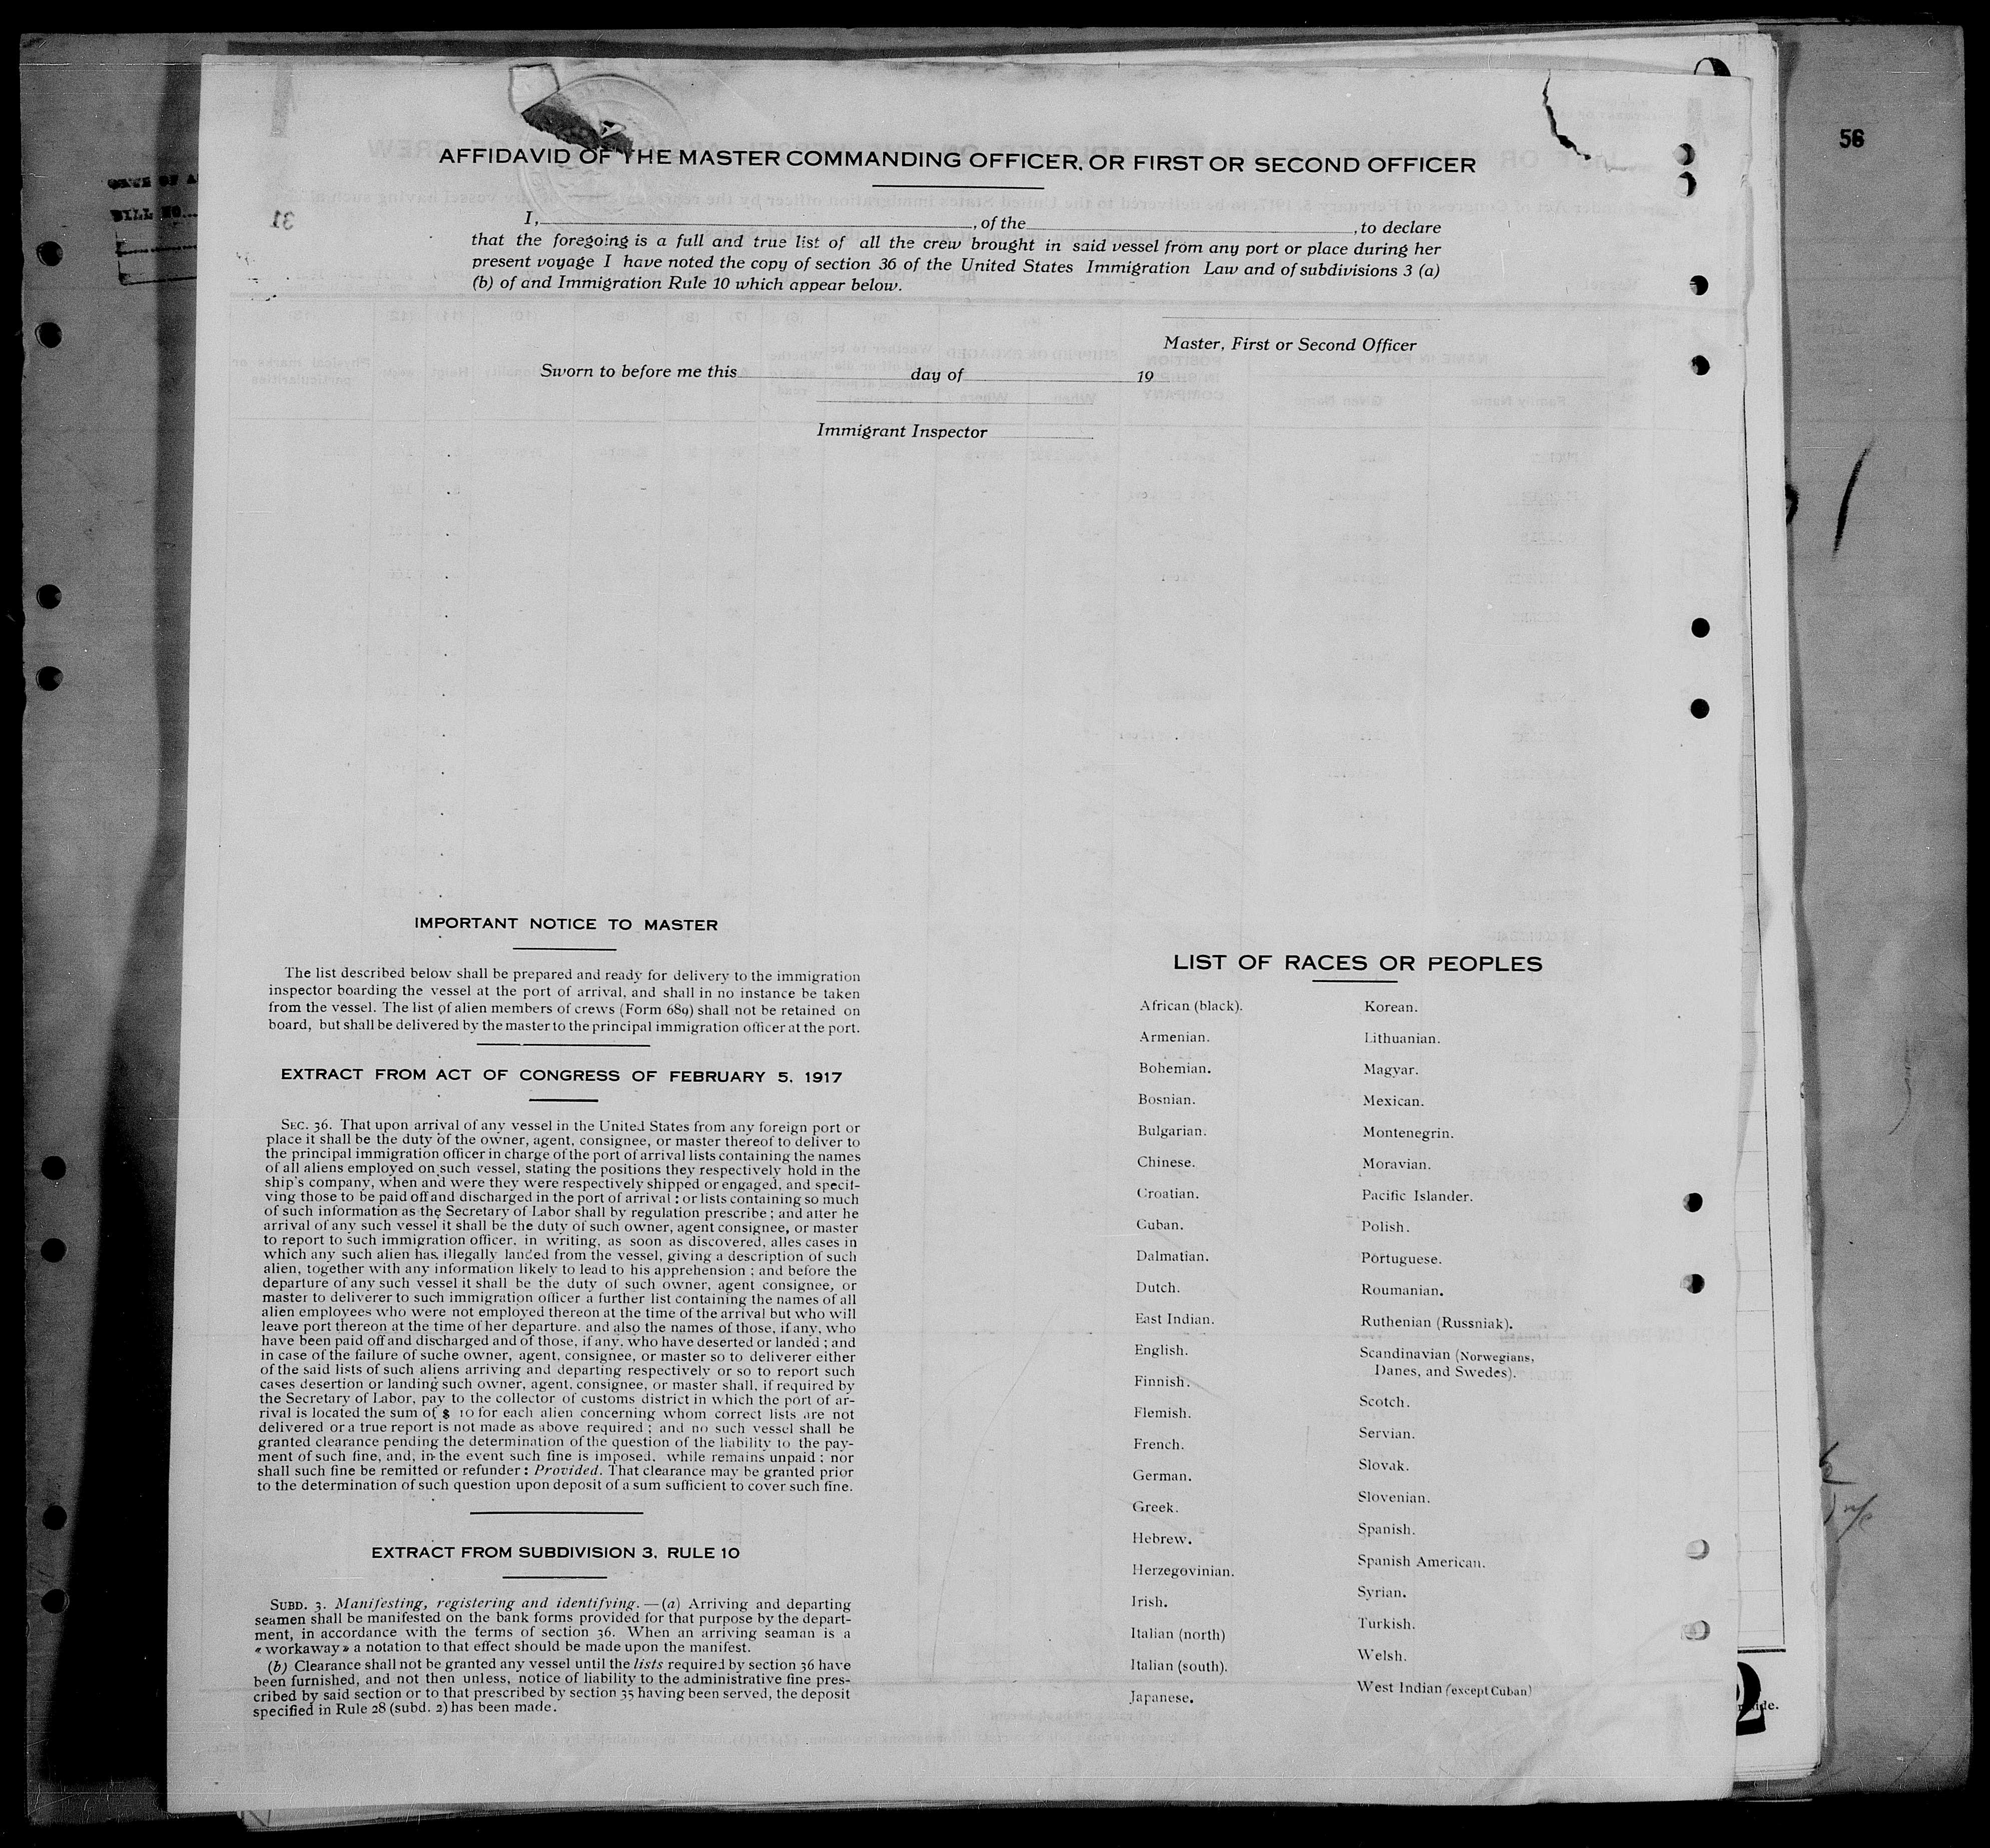 56
AFFIDAVID OF THE MASTER COMMANDING OFFICER. OR FIRST OR SECOND OFFICER
31
I, , of the , to declare
that the foregoing is a full and true list of all the crew brought in said vessel from any port or place during her
present voyage I have noted the copy of section 36 of the United States Immigration Law and of subdivisions 3 (a)
(b) of and Immigration Rule 10 which appear below.
Master, First or Second Officer
Sworn to before me this day of 19
Immigrant Inspector
IMPORTANT NOTICE TO MASTER
The list described below shall be prepared and ready for delivery to the immigration
inspector boarding the vessel at the port of arrival, and shall in no instance be taken
from the vessel. The list of alien members of crews (Form 689) shall not be retained on
board, but shall be delivered by the master to the principal immigration officer at the port.
EXTRACT FROM ACT OF CONGRESS OF FEBRUARY 5. 1917
SEC. 36. That upon arrival of any vessel in the United States from any foreign port or
place it shall be the duty of the owner, agent, consignee, or master thereof to deliver to
the principal immigration officer in charge of the port of arrival lists containing the names
of all aliens employed on such vessel, stating the positions they respectively hold in the
ship's company, when and were they were respectively shipped or engaged, and specif-
ving those to be paid off and discharged in the port of arrival : or lists containing so much
of such information as the Secretary of Labor shall by regulation prescribe ; and atter he
arrival of any such vessel it shall be the duty of such owner, agent consignee, or master
to report to such immigration officer. in writing, as soon as discovered, alles cases in
which any such alien has illegally landed from the vessel, giving a description of such
alien, together with any information likely to lead to his apprehension ; and before the
departure of any such vessel it shall be the duty of such owner, agent consignee, or
master to deliverer to such immigration officer a further list containing the names of all
alien employees who were not employed thereon at the time of the arrival but who will
leave port thereon at the time of her departure. and also the names of those, if any, who
have been paid off and discharged and of those, if any, who have deserted or landed ; and
in case of the failure of suche owner, agent, consignee, or master so to deliverer either
of the said lists of such aliens arriving and departing respectively or so to report such
cases desertion or landing such owner, agent, consignee, or master shall, if required by
the Secretary of Labor, pay to the collector of customs district in which the port of ar-
rival is located the sum of $ 10 for each alien concerning whom correct lists are not
delivered or a true report is not made as above required ; and no such vessel shall be
granted clearance pending the determination of the question of the liability to the pay-
ment of such fine, and, in the event such fine is imposed, while remains unpaid ; nor
shall such fine be remitted or refunder : Provided. That clearance may be granted prior
to the determination of such question upon deposit of a sum sufficient to cover such fine.
EXTRACT FROM SUBDIVISION 3. RULE 10
SUBD. 3. Manifesting, registering and identifying. — (a) Arriving and departing
seamen shall be manifested on the bank forms provided for that purpose by the depart-
ment, in accordance with the terms of section 36. When an arriving seaman is a
« workaway » a notation to that effect should be made upon the manifest.
(b) Clearance shall not be granted any vessel until the lists required by section 36 have
been furnished, and not then unless, notice of liability to the administrative fine pres-
cribed by said section or to that prescribed by section 35 having been served, the deposit
specified in Rule 28 (subd. 2) has been made.
LIST OF RACES OR PEOPLES
African (black).
Armenian.
Bohemian.
Bosnian.
Bulgarian.
Chinese.
Croatian.
Cuban.
Dalmatian.
Dutch.
East Indian.
English.
Finnish.
Flemish.
French.
German.
Greek.
Hebrew.
Herzegovinian.
Irish.
Italian (north)
Italian (south).
Japanese.
Korean.
Lithuanian.
Magyar.
Mexican.
Montenegrin.
Moravian.
Pacific Islander.
Polish.
Portuguese.
Roumanian.
Ruthenian (Russniak).
Scandinavian (Norwegians,
Danes, and Swedes).
Scotch.
Servian.
Slovak.
Slovenian.
Spanish.
Spanish American.
Syrian.
Turkish.
Welsh.
West Indian (except Cuban)